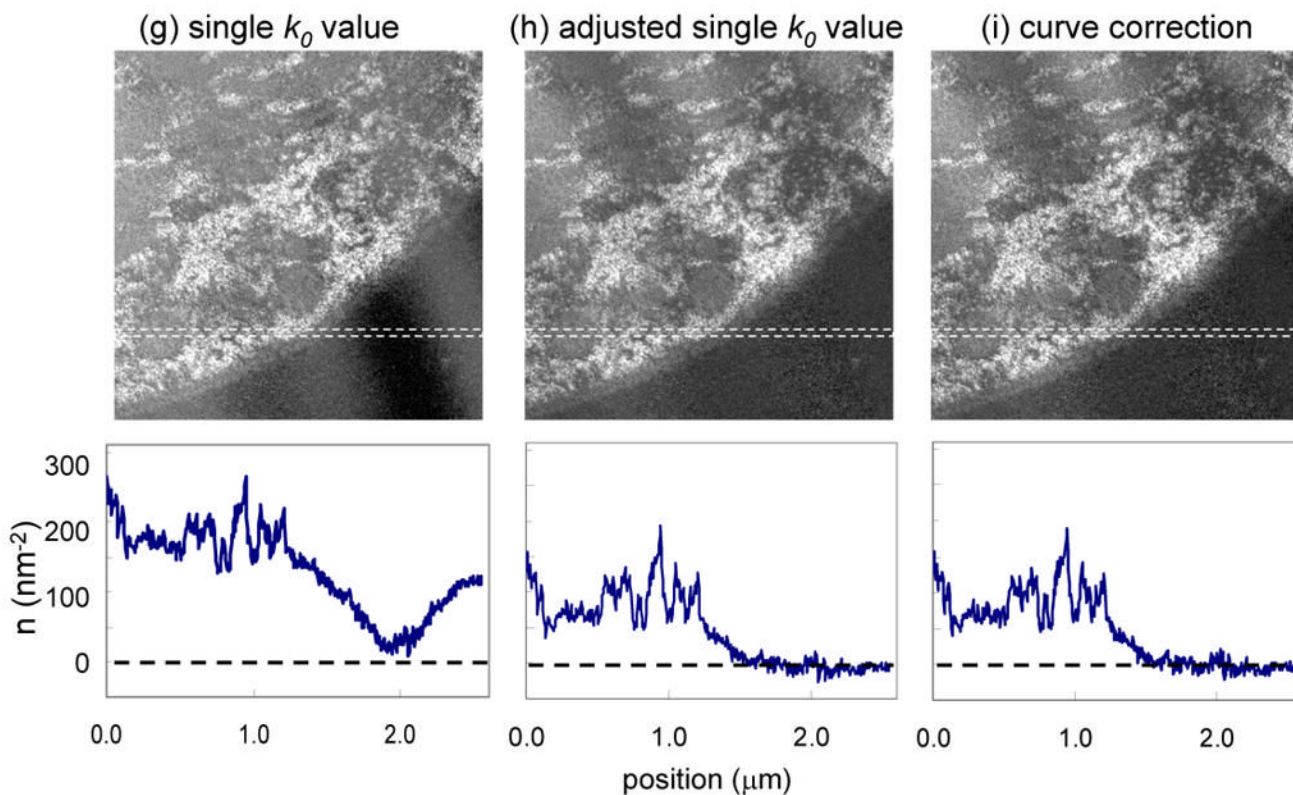 (g) single k0 value
(h) adjusted single k0 value
(i) curve correction
n (nm-2)
300
200
100
0
0.0 1.0 2.0
0.0 1.0 2.0
0.0 1.0 2.0
position (μm)